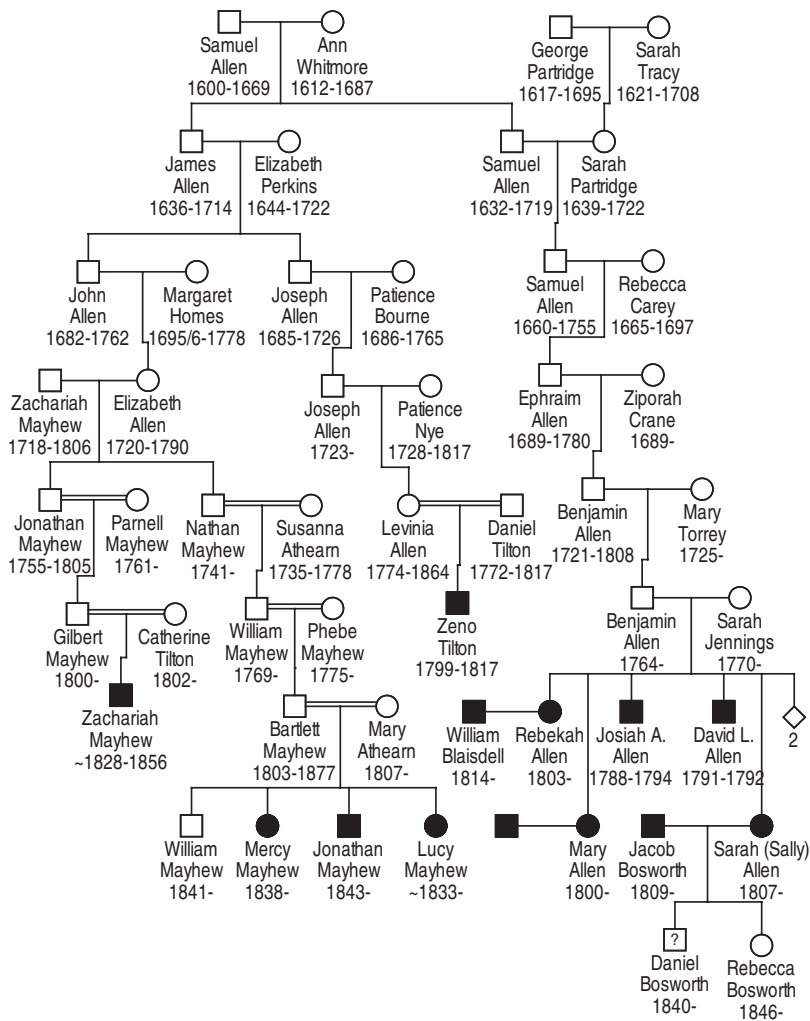 Samuel
Allen
1600-1669
Ann
Whitmore
1612-1687
George
Partridge
1617-1695
Sarah
Tracy
1621-1708
James
Allen
1636-1714
Elizabeth
Perkins
1644-1722
Samuel
Allen
1632-1719
Sarah
Partridge
1639-1722
John
Allen
1682-1762
Margaret
Homes
1695/6-1778
Joseph
Allen
1685-1726
Patience
Bourne
1686-1765
Samuel
Allen
1660-1755
Rebecca
Carey
1665-1697
Zachariah
Mayhew
1718-1806
Elizabeth
Allen
1720-1790
Joseph
Allen
1723-
Patience
Nye
1728-1817
Ephraim
Allen
1689-1780
Ziporah
Crane
1689-
Jonathan
Mayhew
1755-1805
Parnell
Mayhew
1761-
Nathan
Mayhew
1741-
Susanna
Athearn
1735-1778
Levinia
Allen
1774-1864
Daniel
Tilton
1772-1817
Benjamin
Allen
1721-1808
Mary
Torrey
1725-
Gilbert
Mayhew
1800-
Catherine
Tilton
1802-
William
Mayhew
1769-
Phebe
Mayhew
1775-
Zeno
Tilton
1799-1817
Benjamin
Allen
1764-
Sarah
Jennings
1770-
Zachariah
Mayhew
~1828-1856
Bartlett
Mayhew
1803-1877
Mary
Athearn
1807-
William
Blaisdell
1814-
Rebekah
Allen
1803-
Josiah A.
Allen
1788-1794
David L.
Allen
1791-1792
2
William
Mayhew
1841-
Mercy
Mayhew
1838-
Jonathan
Mayhew
1843-
Lucy
Mayhew
~1833-
Mary
Allen
1800-
Jacob
Bosworth
1809-
Sarah (Sally)
Allen
1807-
?
Daniel
Bosworth
1840-
Rebecca
Bosworth
1846-